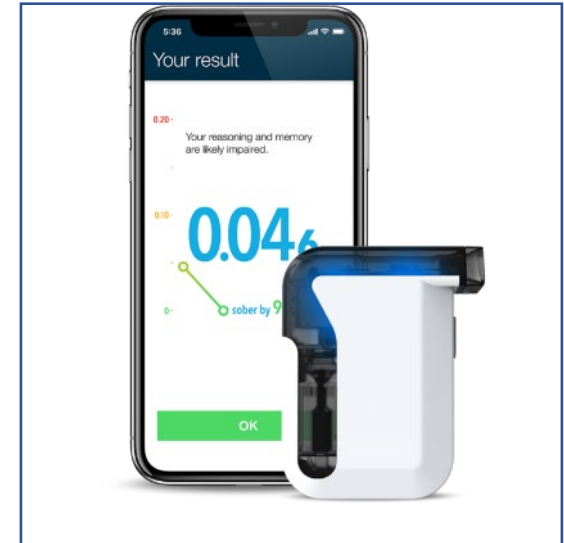 5:36
Your result
0.20
Your reasoning and memory
are likely impaired.
0.10
0.046
0
sober by 9
OK